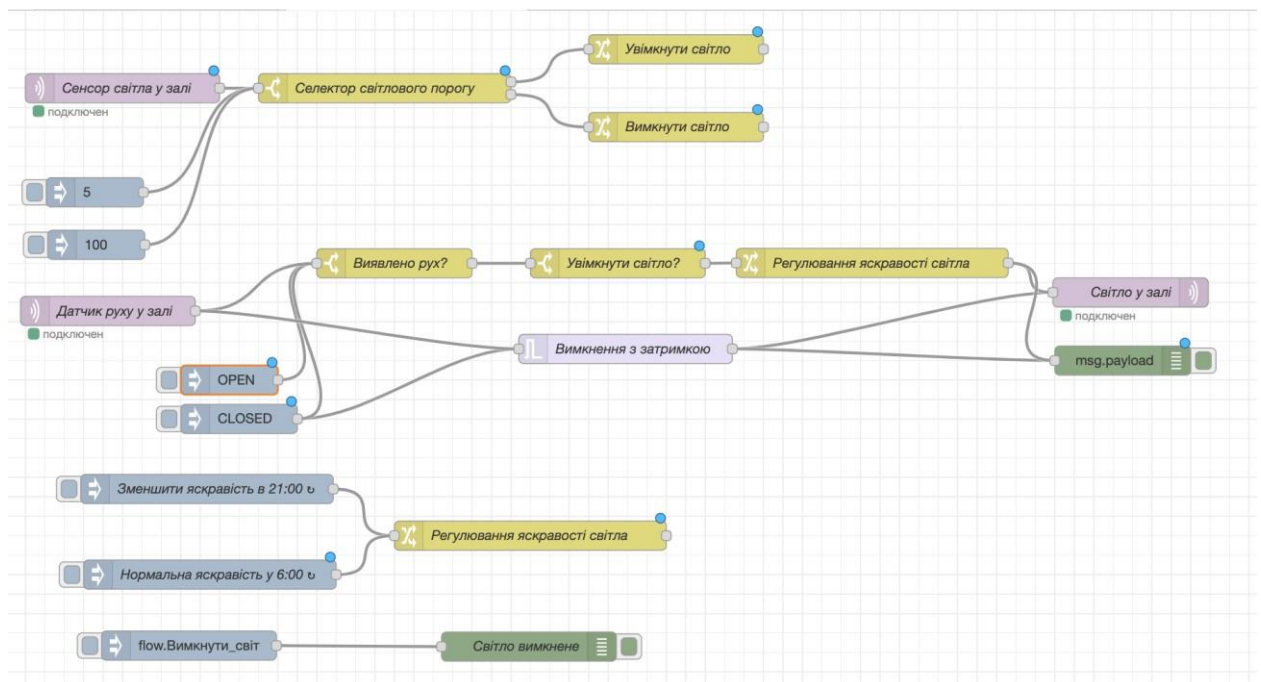 Увімкнути світло
Сенсор світла у залі
Селектор світлового порогу
подключен
Вимкнути світло
5
100
Виявлено рух?
Увімкнути світло?
Регулювання яскравості світла
Світло у залі
подключен
Датчик руху у залі
подключен
Вимкнення з затримкою
msg.payload
OPEN
CLOSED
Зменшити яскравість в 21:00 ↻
Регулювання яскравості світла
Нормальна яскравість у 6:00 ↻
flow.Вимкнути_світ
Світло вимкнене